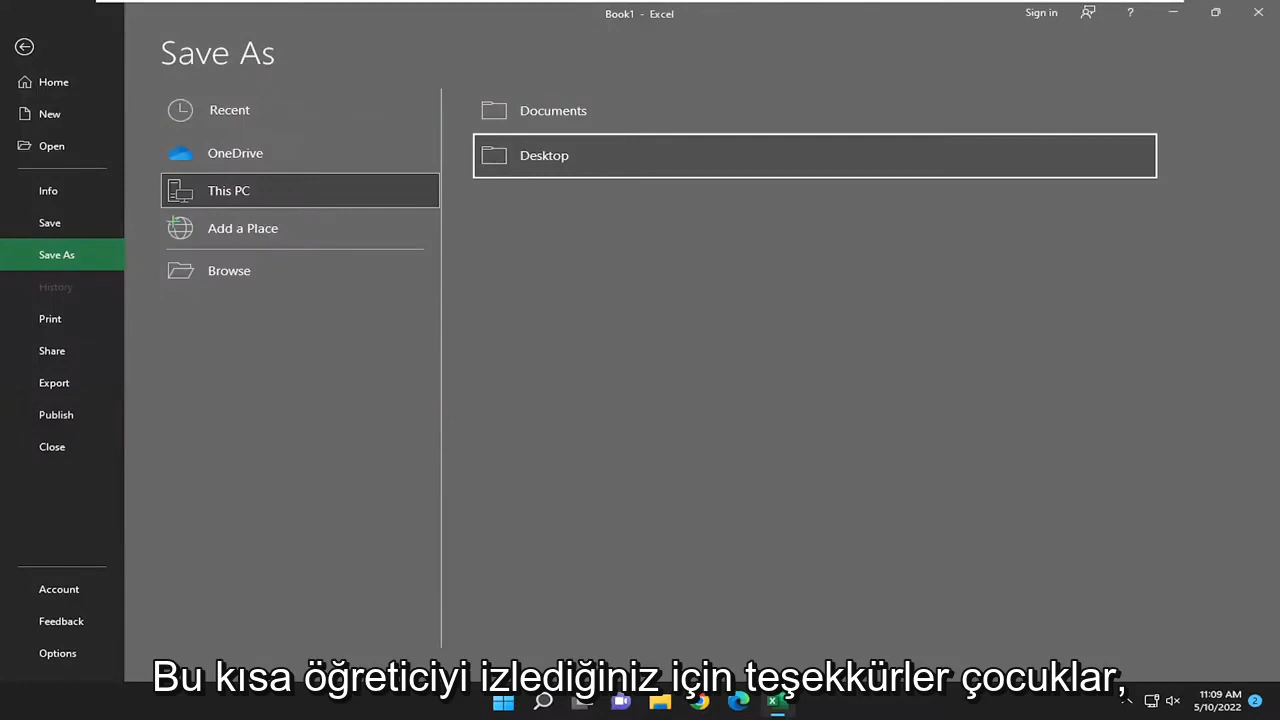 Book1 - Excel
Sign in
?
Save As
Home
New
Open
Info
Save
Save As
History
Print
Share
Export
Publish
Close
Account
Feedback
Options
Recent
OneDrive
This PC
Add a Place
Browse
Documents
Desktop
Bu kısa öğreticiyi izlediğiniz için teşekkürler çocuklar,
11:09 AM
5/10/2022
2